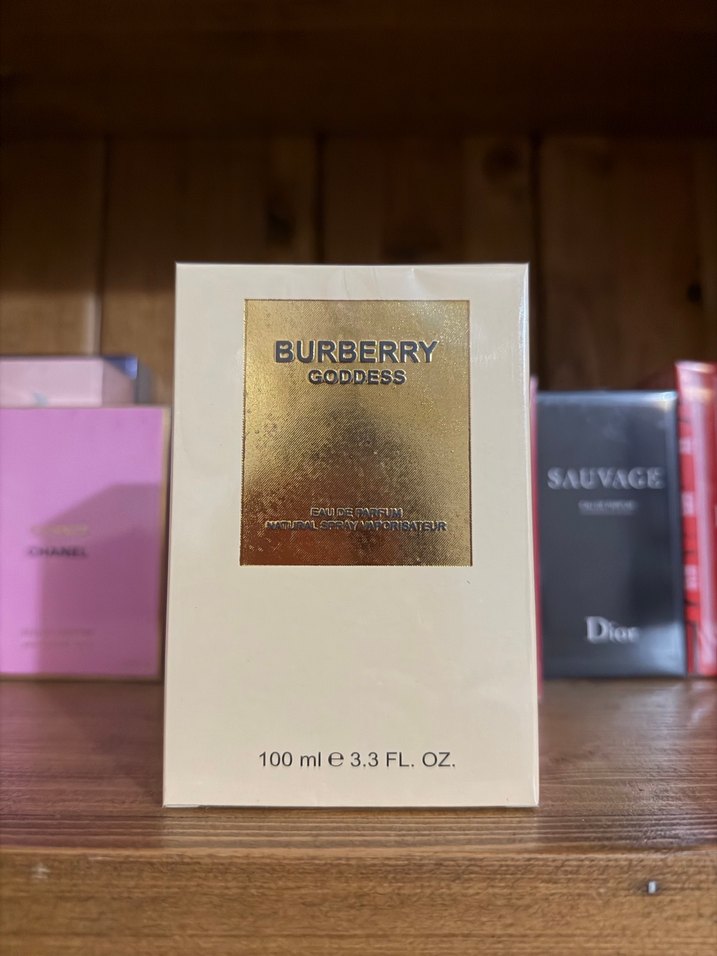 BURBERRY
GODDESS
EAU DE PARFUM
NATURAL SPRAY VAPORISATEUR
100 ml ℮ 3.3 FL. OZ.
CHANEL
SAUVAGE
Dior